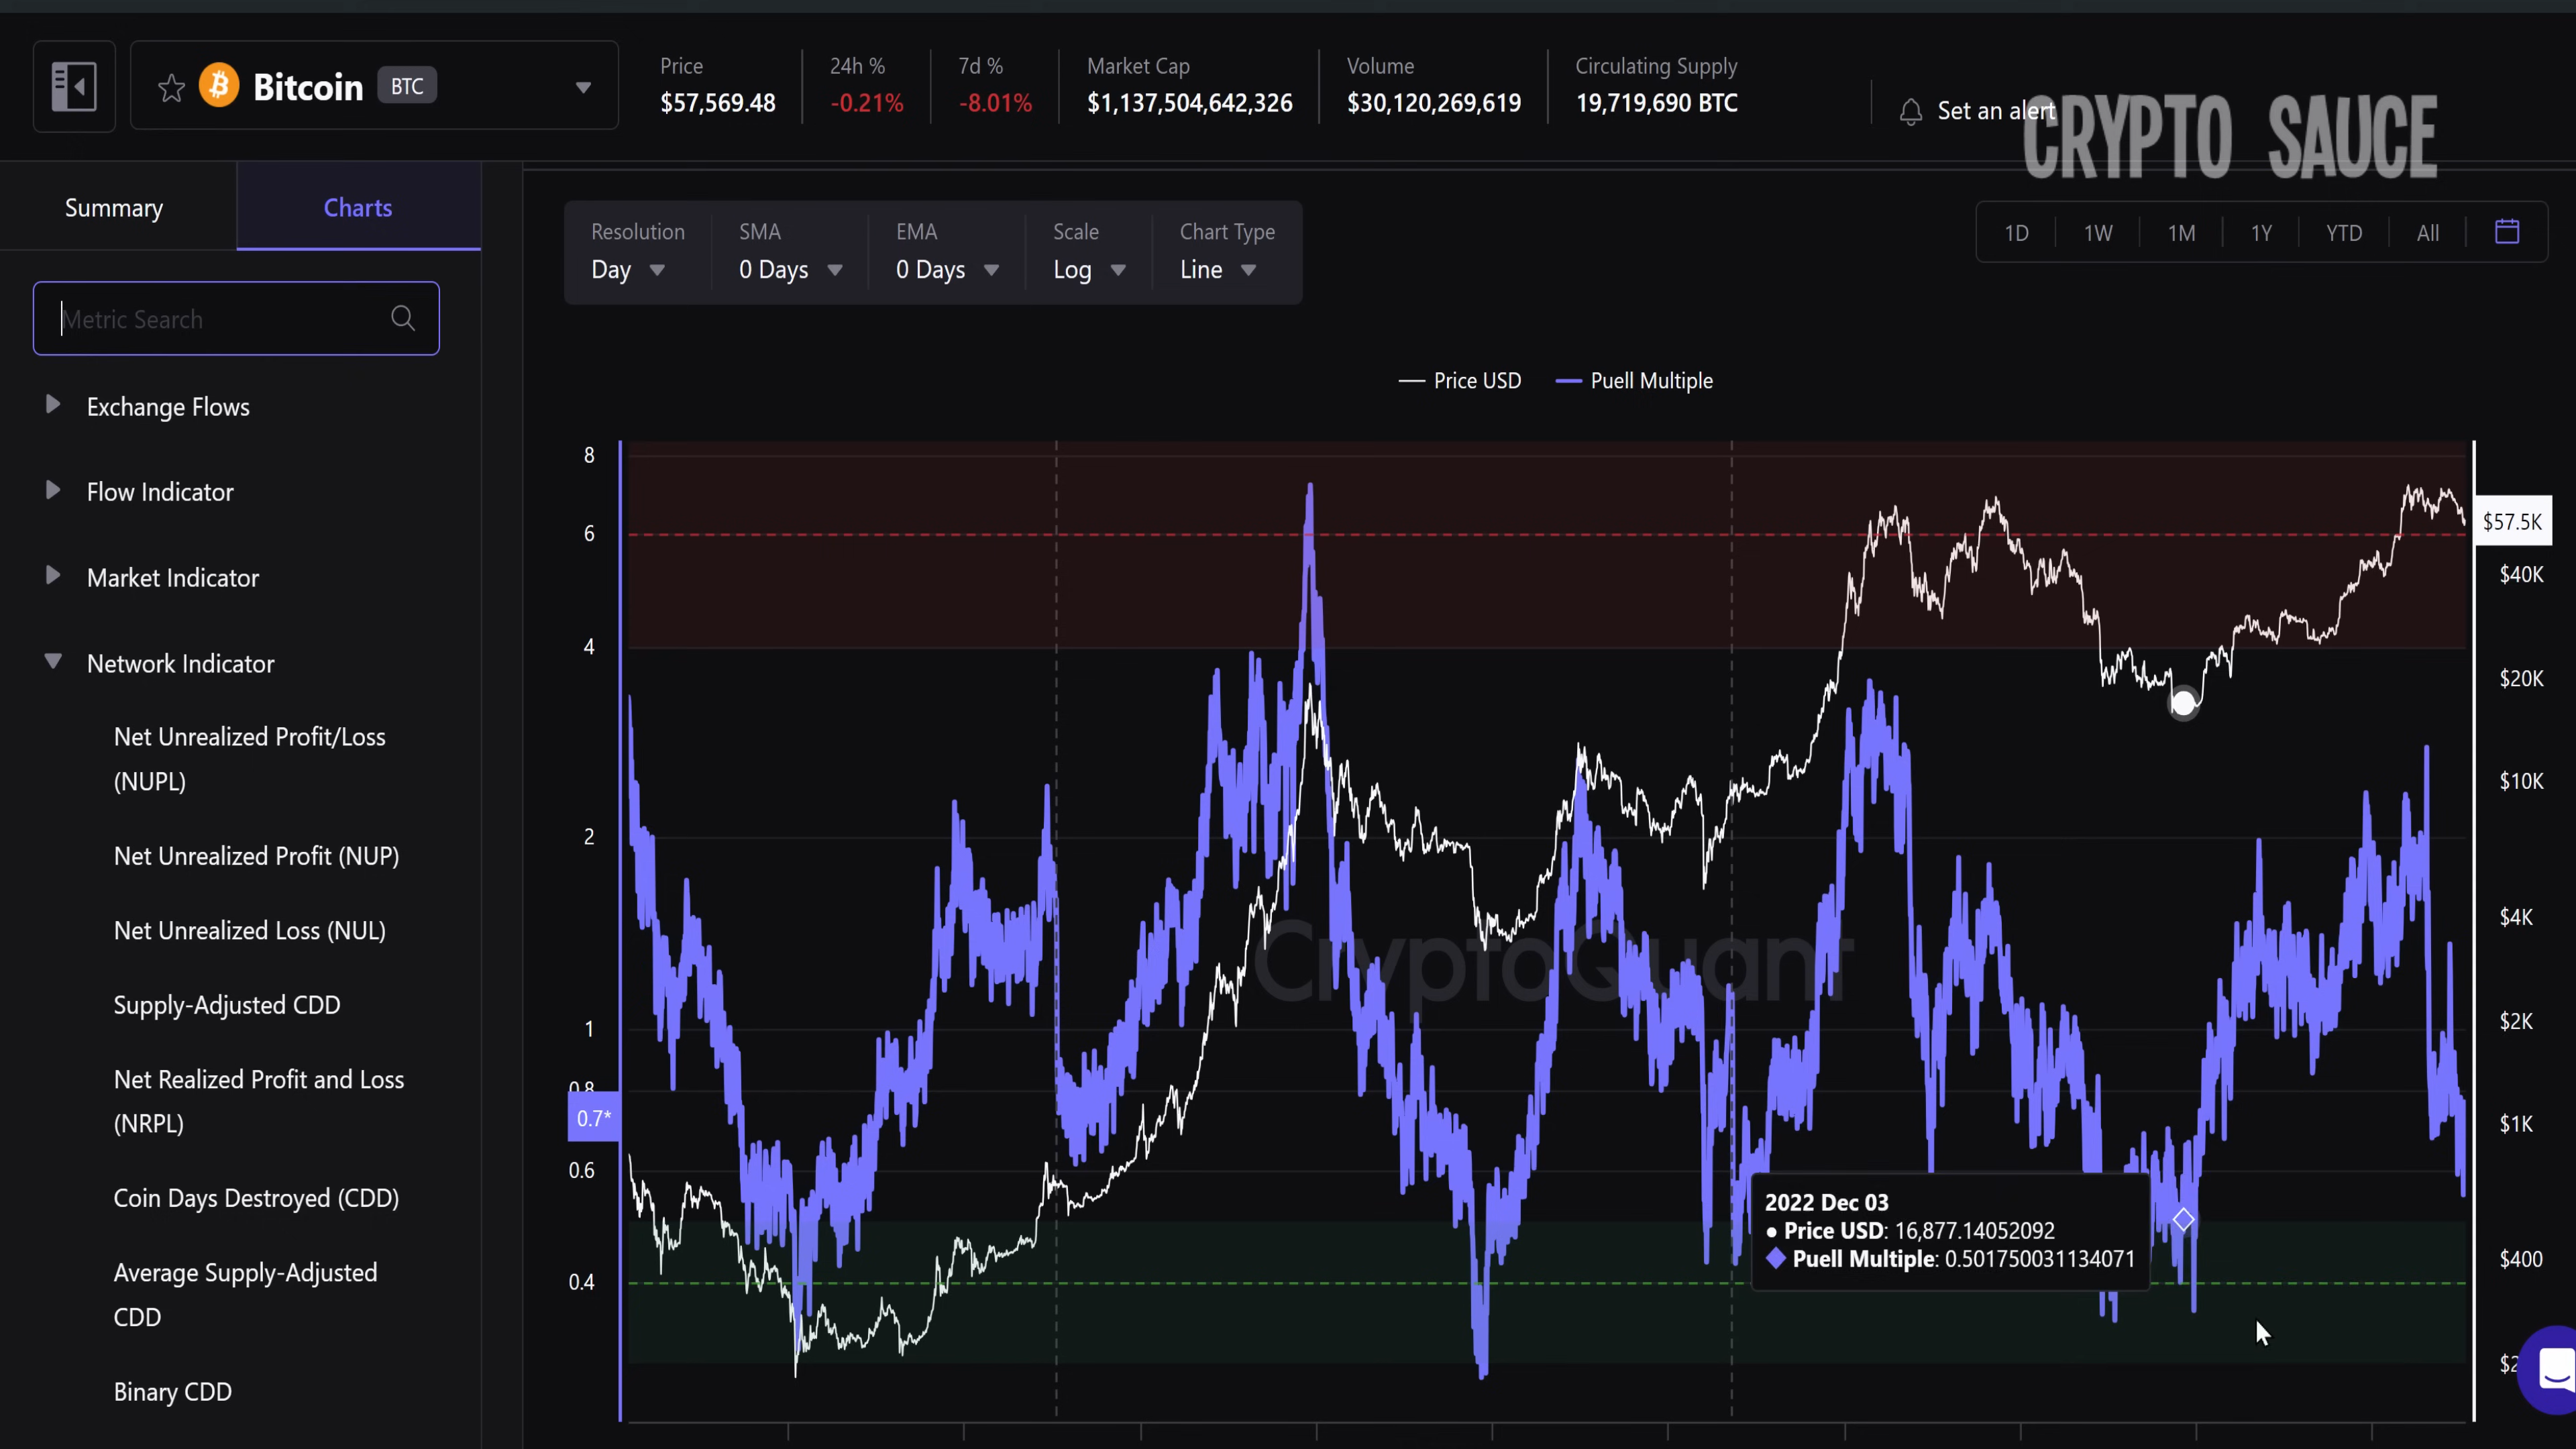 Bitcoin BTC
Price
$57,569.48
24h %
-0.21%
7d %
-8.01%
Market Cap
$1,137,504,642,326
Volume
$30,120,269,619
Circulating Supply
19,719,690 BTC
Set an alert
CRYPTO SAUCE
Summary
Charts
Metric Search
Exchange Flows
Flow Indicator
Market Indicator
Network Indicator
Net Unrealized Profit/Loss
(NUPL)
Net Unrealized Profit (NUP)
Net Unrealized Loss (NUL)
Supply-Adjusted CDD
Net Realized Profit and Loss
(NRPL)
Coin Days Destroyed (CDD)
Average Supply-Adjusted
CDD
Binary CDD
Resolution
Day
SMA
0 Days
EMA
0 Days
Scale
Log
Chart Type
Line
1D 1W 1M 1Y YTD All
Price USD Puell Multiple
8
6
4
2
1
0.8
0.7*
0.6
0.4
CryptoQuant
2022 Dec 03
Price USD: 16,877.14052092
Puell Multiple: 0.501750031134071
$57.5K
$40K
$20K
$10K
$4K
$2K
$1K
$400